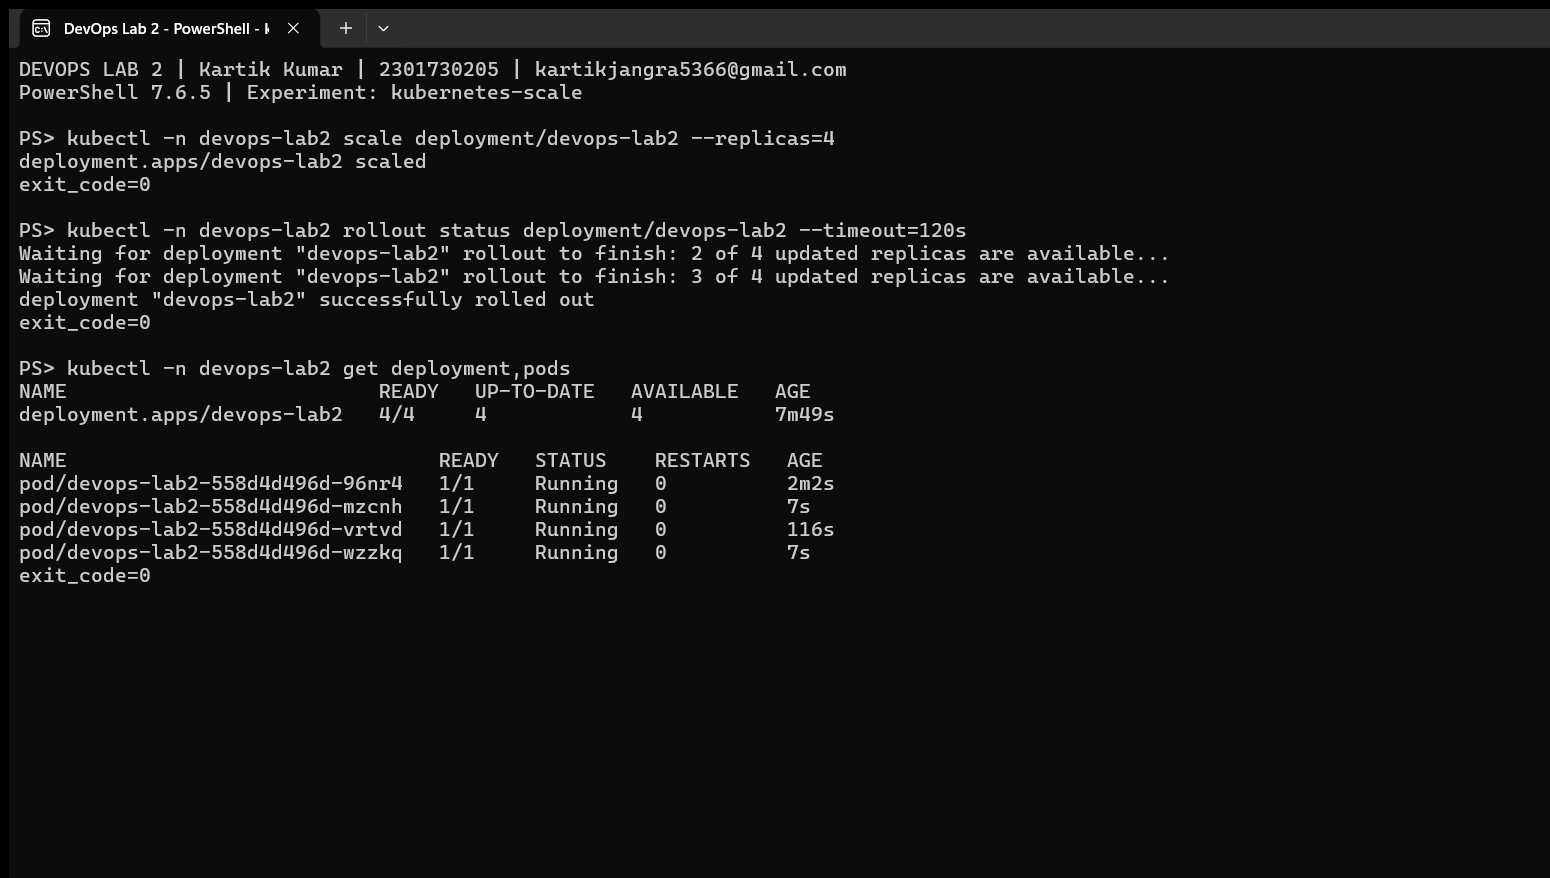 DevOps Lab 2 - PowerShell - k
DEVOPS LAB 2 | Kartik Kumar | 2301730205 | kartikjangra5366@gmail.com
PowerShell 7.6.5 | Experiment: kubernetes-scale
PS> kubectl -n devops-lab2 scale deployment/devops-lab2 --replicas=4
deployment.apps/devops-lab2 scaled
exit_code=0
PS> kubectl -n devops-lab2 rollout status deployment/devops-lab2 --timeout=120s
Waiting for deployment "devops-lab2" rollout to finish: 2 of 4 updated replicas are available...
Waiting for deployment "devops-lab2" rollout to finish: 3 of 4 updated replicas are available...
deployment "devops-lab2" successfully rolled out
exit_code=0
PS> kubectl -n devops-lab2 get deployment,pods
NAME                          READY   UP-TO-DATE   AVAILABLE   AGE
deployment.apps/devops-lab2   4/4     4            4           7m49s
NAME                               READY   STATUS    RESTARTS   AGE
pod/devops-lab2-558d4d496d-96nr4   1/1     Running   0          2m2s
pod/devops-lab2-558d4d496d-mzcnh   1/1     Running   0          7s
pod/devops-lab2-558d4d496d-vrtvd   1/1     Running   0          116s
pod/devops-lab2-558d4d496d-wzzkq   1/1     Running   0          7s
exit_code=0